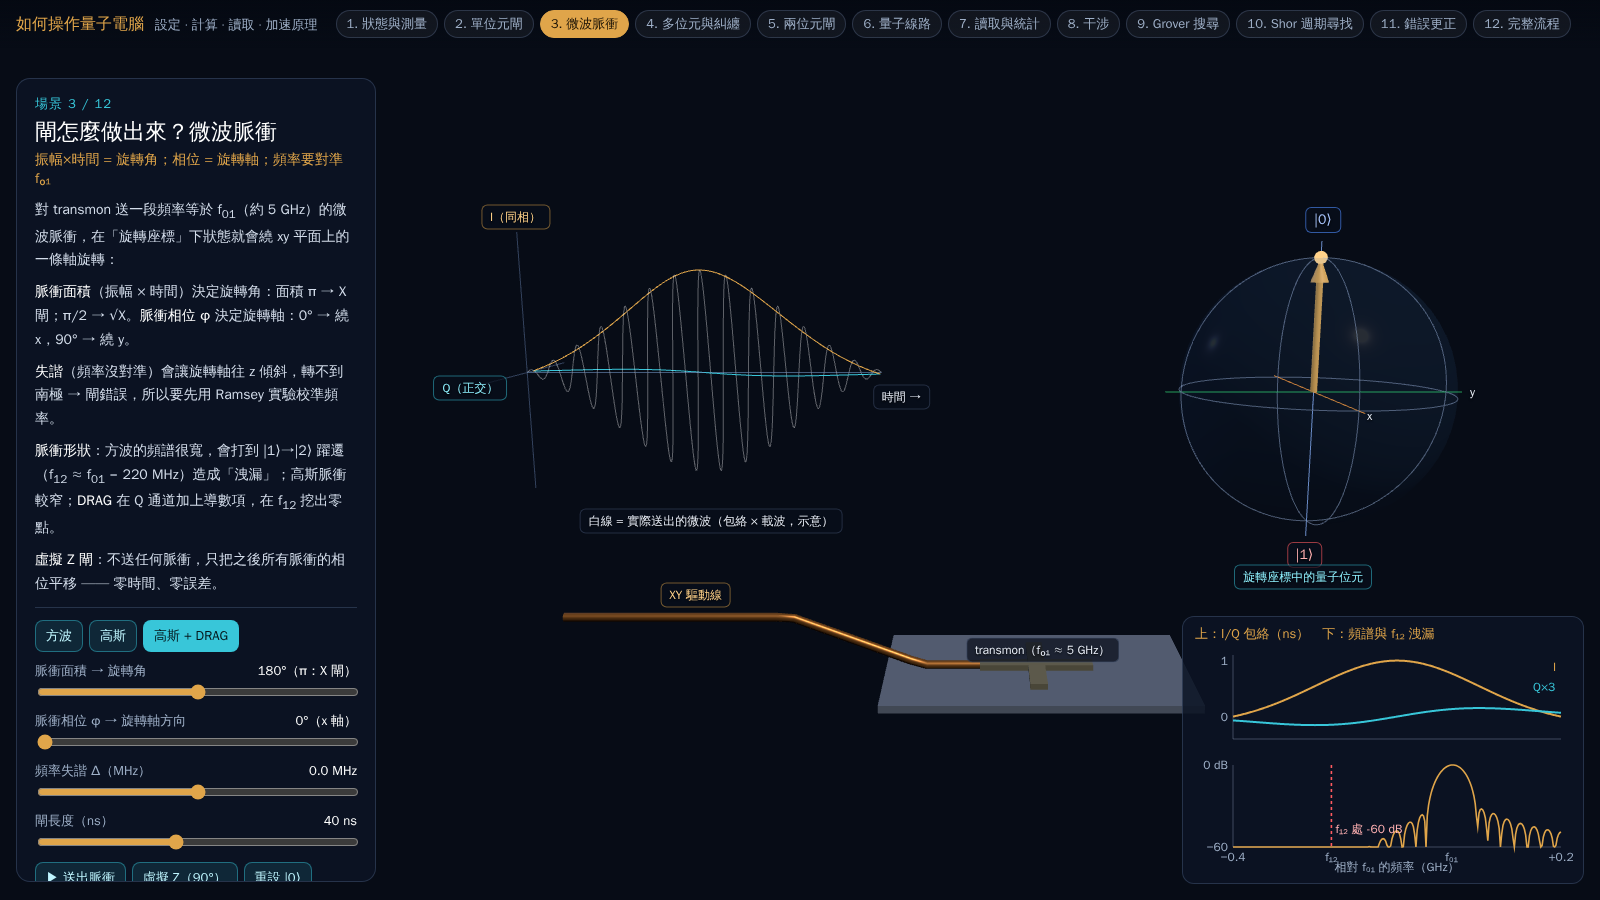 如何操作量子電腦 設定 · 計算 · 讀取 · 加速原理 1. 狀態與測量 2. 單位元閘 3. 微波脈衝 4. 多位元與糾纏 5. 兩位元閘 6. 量子線路 7. 讀取與統計 8. 干涉 9. Grover 搜尋 10. Shor 週期尋找 11. 錯誤更正 12. 完整流程
場景 3 / 12
閘怎麼做出來？微波脈衝
振幅×時間 = 旋轉角；相位 = 旋轉軸；頻率要對準
f₀₁
對 transmon 送一段頻率等於 f01（約 5 GHz）的微
波脈衝，在「旋轉座標」下狀態就會繞 xy 平面上的
一條軸旋轉：
脈衝面積（振幅 × 時間）決定旋轉角：面積 π → X
閘；π/2 → √X。脈衝相位 φ 決定旋轉軸：0° → 繞
x，90° → 繞 y。
失諧（頻率沒對準）會讓旋轉軸往 z 傾斜，轉不到
南極 → 閘錯誤，所以要先用 Ramsey 實驗校準頻
率。
脈衝形狀：方波的頻譜很寬，會打到 |1⟩→|2⟩ 躍遷
（f12 ≈ f01 − 220 MHz）造成「洩漏」；高斯脈衝
較窄；DRAG 在 Q 通道加上導數項，在 f12 挖出零
點。
虛擬 Z 閘：不送任何脈衝，只把之後所有脈衝的相
位平移 —— 零時間、零誤差。
方波 高斯 高斯 + DRAG
脈衝面積 → 旋轉角 180°（π：X 閘）
脈衝相位 φ → 旋轉軸方向 0°（x 軸）
頻率失諧 Δ（MHz） 0.0 MHz
閘長度（ns） 40 ns
▶ 送出脈衝 虛擬 Z（90°） 重設 |0⟩
I（同相）
Q（正交）
時間 →
白線 = 實際送出的微波（包絡 × 載波，示意）
XY 驅動線
transmon（f₀₁ ≈ 5 GHz）
|0⟩
y
x
|1⟩
旋轉座標中的量子位元
上：I/Q 包絡（ns） 下：頻譜與 f₁₂ 洩漏
1
I
Q×3
0
0 dB
f₁₂ 處 -60 dB
−60
−0.4 f₁₂ f₀₁ +0.2
相對 f₀₁ 的頻率（GHz）